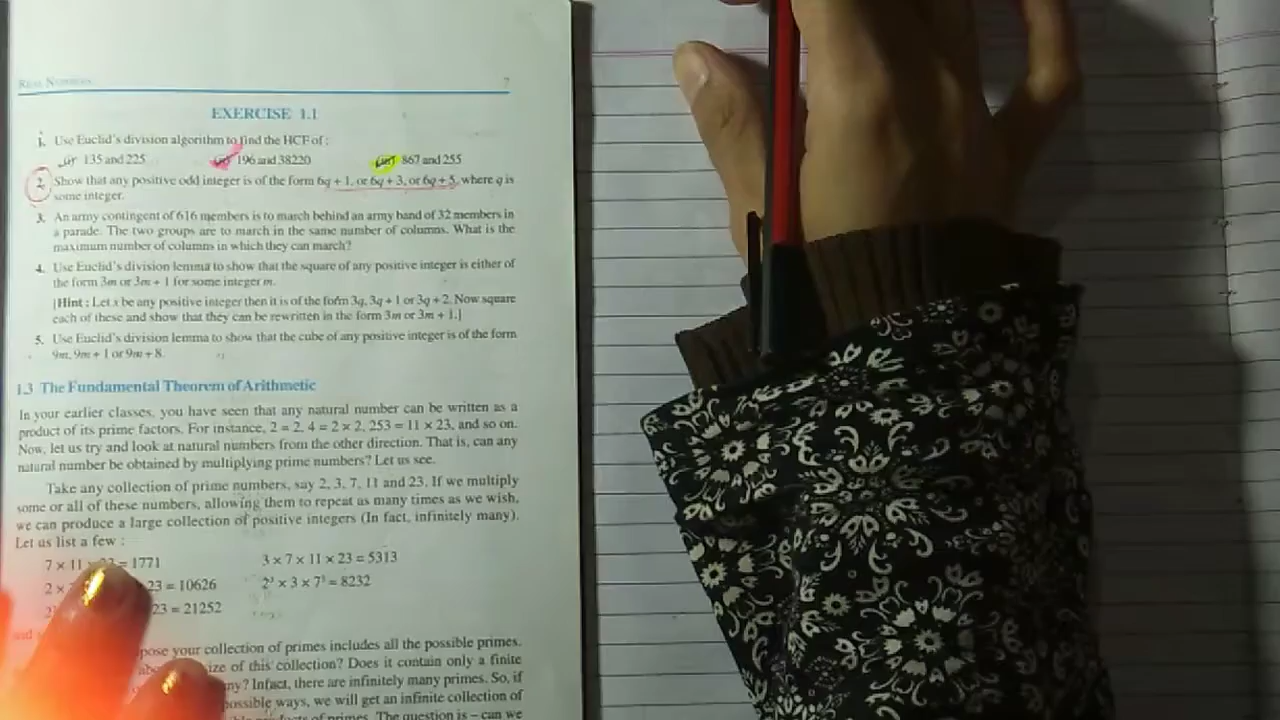 REAL NUMBERS 7
EXERCISE 1.1
1. Use Euclid's division algorithm to find the HCF of :
(i) 135 and 225 (ii) 196 and 38220 (iii) 867 and 255
2. Show that any positive odd integer is of the form 6q + 1, or 6q + 3, or 6q + 5, where q is
some integer.
3. An army contingent of 616 members is to march behind an army band of 32 members in
a parade. The two groups are to march in the same number of columns. What is the
maximum number of columns in which they can march?
4. Use Euclid's division lemma to show that the square of any positive integer is either of
the form 3m or 3m + 1 for some integer m.
[Hint : Let x be any positive integer then it is of the form 3q, 3q + 1 or 3q + 2. Now square
each of these and show that they can be rewritten in the form 3m or 3m + 1.]
5. Use Euclid's division lemma to show that the cube of any positive integer is of the form
9m, 9m + 1 or 9m + 8.
1.3 The Fundamental Theorem of Arithmetic
In your earlier classes, you have seen that any natural number can be written as a
product of its prime factors. For instance, 2 = 2, 4 = 2 × 2, 253 = 11 × 23, and so on.
Now, let us try and look at natural numbers from the other direction. That is, can any
natural number be obtained by multiplying prime numbers? Let us see.
Take any collection of prime numbers, say 2, 3, 7, 11 and 23. If we multiply
some or all of these numbers, allowing them to repeat as many times as we wish,
we can produce a large collection of positive integers (In fact, infinitely many).
Let us list a few :
7 × 11 × 23 = 1771 3 × 7 × 11 × 23 = 5313
2 × 23 = 10626 2³ × 3 × 7³ = 8232
23 = 21252
pose your collection of primes includes all the possible primes.
size of this collection? Does it contain only a finite
ny? Infact, there are infinitely many primes. So, if
possible ways, we will get an infinite collection of
of primes. The question is – can we